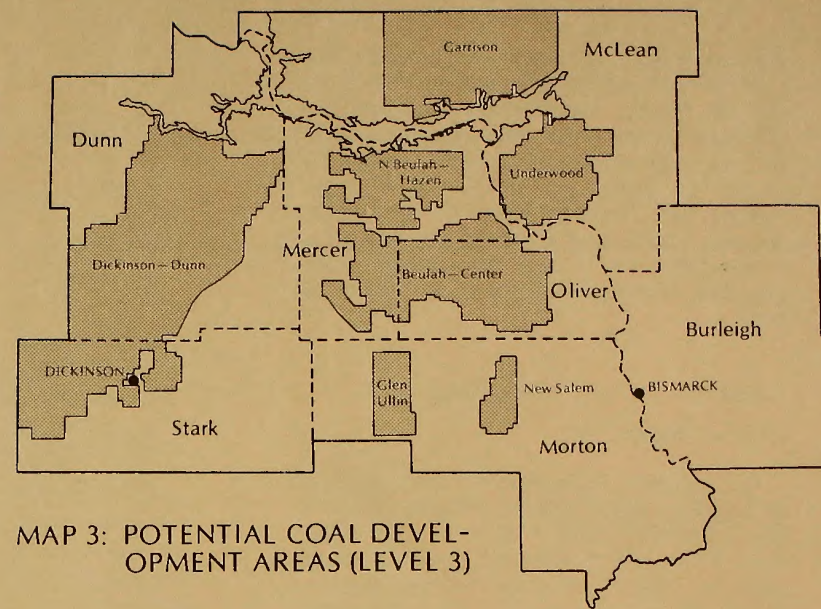 Garrison
McLean
Dunn
N Beulah—
Hazen
Underwood
Mercer
Dickinson—Dunn
Beulah—Center
Oliver
Burleigh
DICKINSON
Glen
Ullin
New Salem
BISMARCK
Stark
Morton
MAP 3: POTENTIAL COAL DEVEL-
OPMENT AREAS (LEVEL 3)